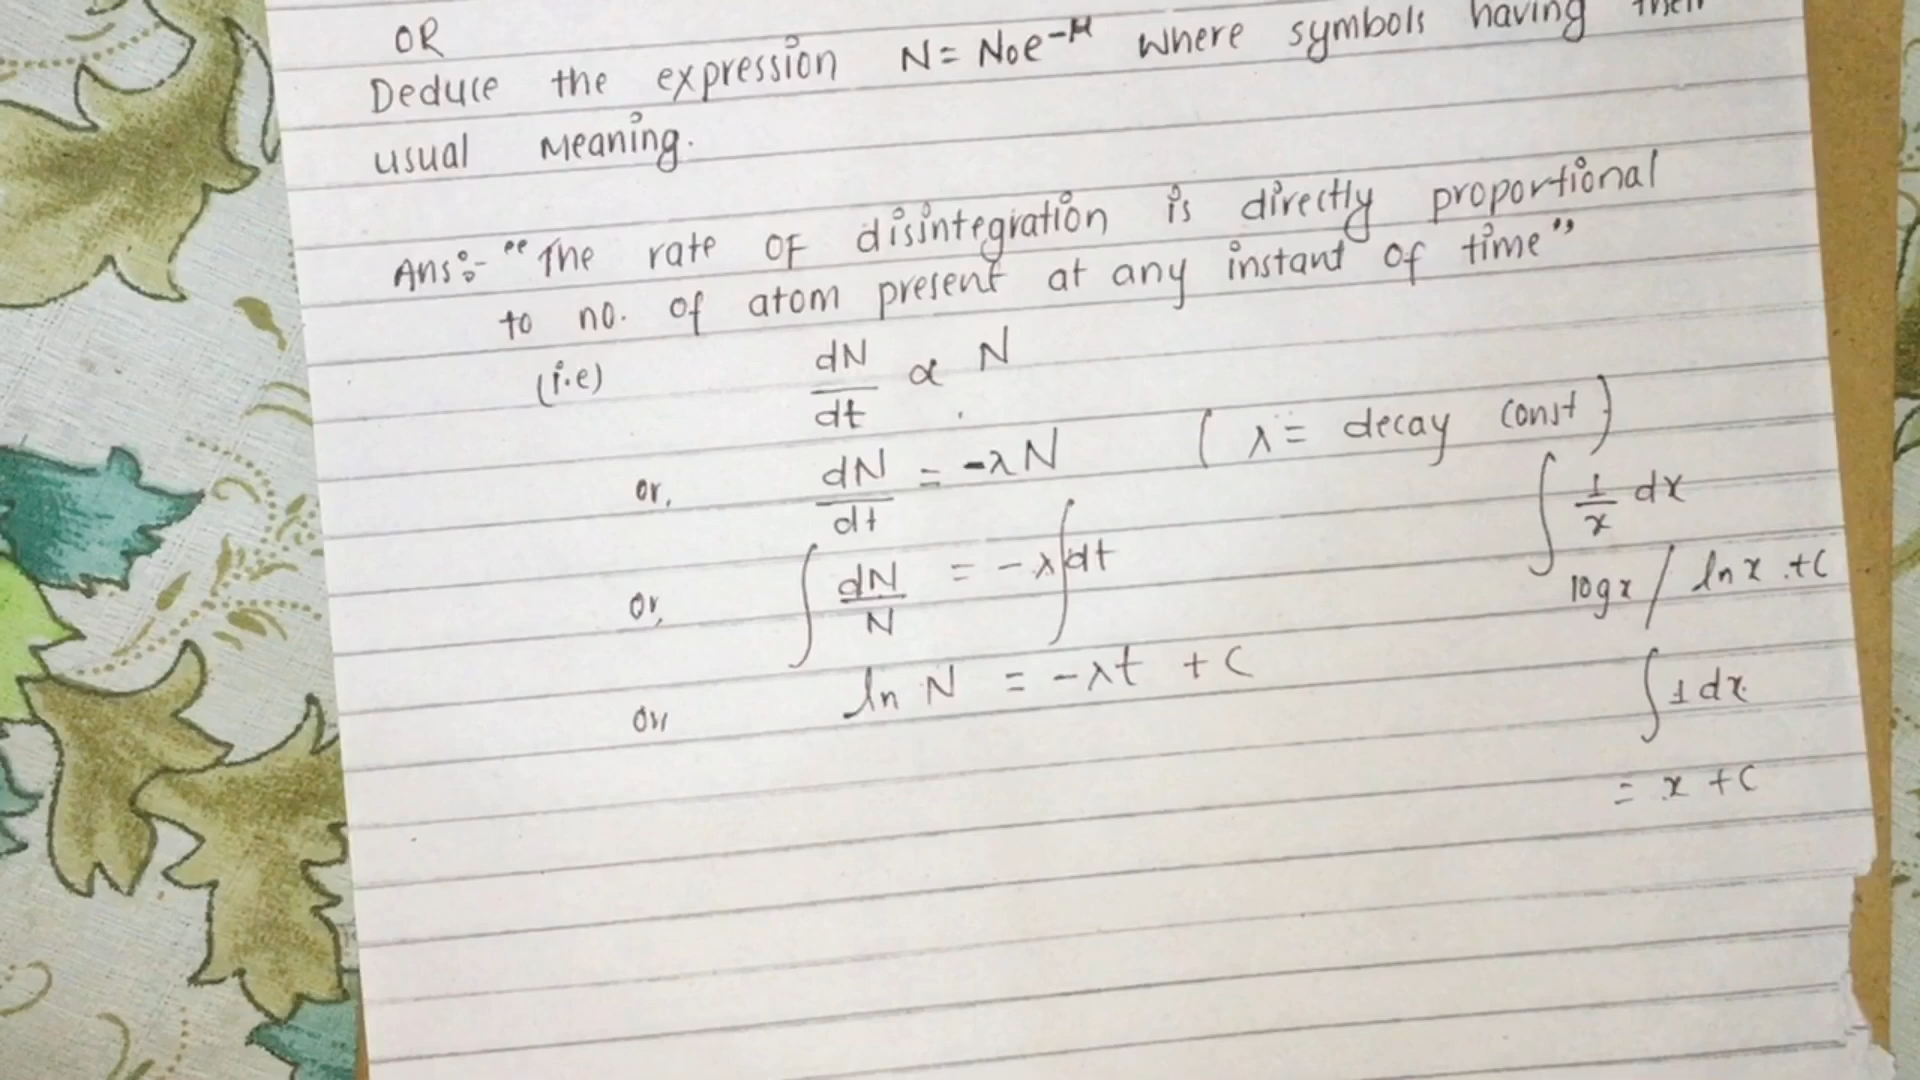 OR
Deduce the expression N = N₀e^-λt where symbols having their
usual Meaning.
Ans:- "The rate of disintegration is directly proportional
to no. of atom present at any instant of time"
(i.e) dN/dt ∝ N
or, dN/dt = -λN (λ = decay const)
∫ 1/x dx
or, ∫ dN/N = -λ∫dt
log x / ln x + C
or ln N = -λt + C
∫ 1 dx
= x + C